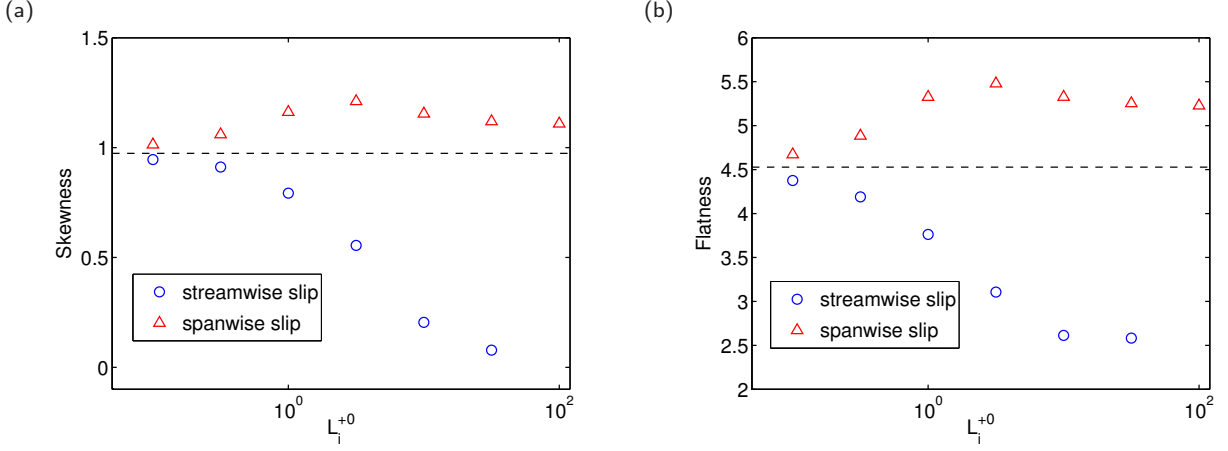 (a)
1.5
1
0.5
0
Skewness
streamwise slip
spanwise slip
10^0
10^2
L_i^{+0}
(b)
6
5.5
5
4.5
4
3.5
3
2.5
2
Flatness
streamwise slip
spanwise slip
10^0
10^2
L_i^{+0}